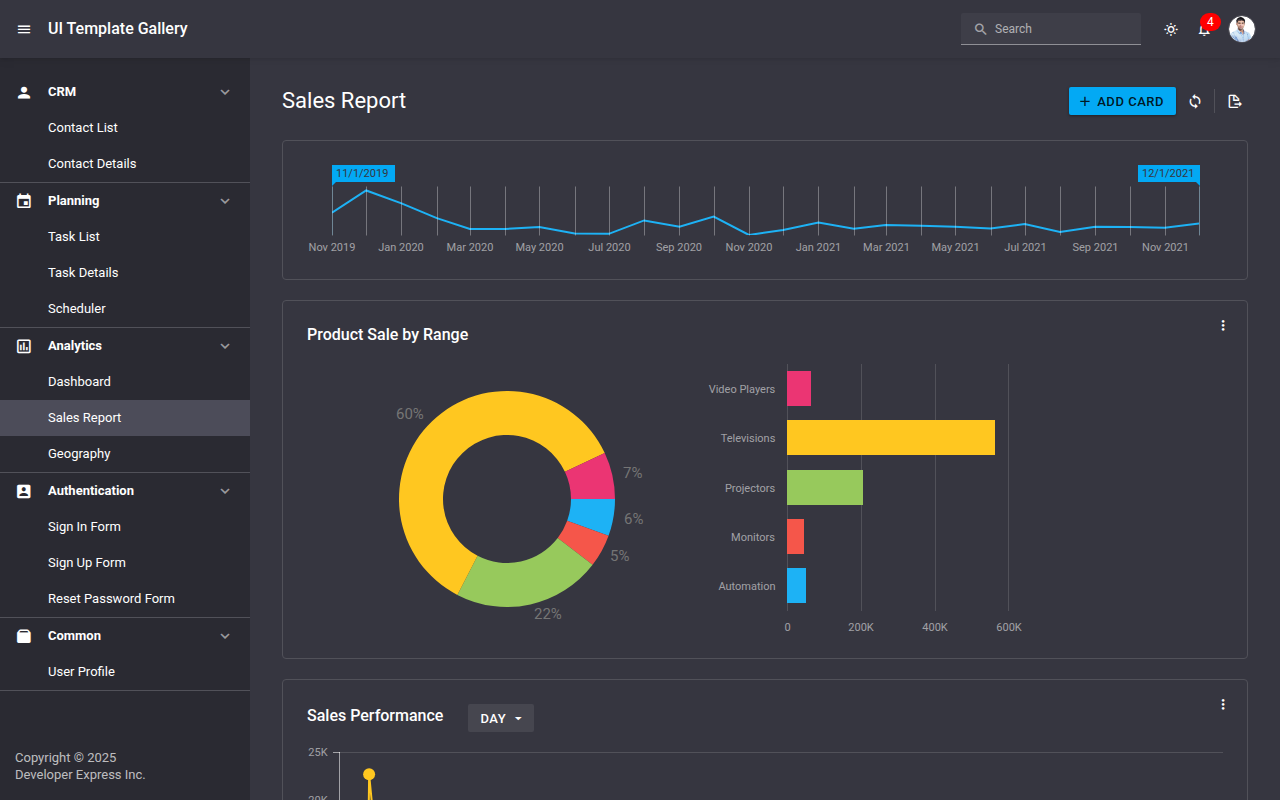 UI Template Gallery
Search
4
CRM
Contact List
Contact Details
Planning
Task List
Task Details
Scheduler
Analytics
Dashboard
Sales Report
Geography
Authentication
Sign In Form
Sign Up Form
Reset Password Form
Common
User Profile
Copyright © 2025
Developer Express Inc.
Sales Report
ADD CARD
11/1/2019
12/1/2021
Nov 2019 Jan 2020 Mar 2020 May 2020 Jul 2020 Sep 2020 Nov 2020 Jan 2021 Mar 2021 May 2021 Jul 2021 Sep 2021 Nov 2021
Product Sale by Range
60%
7%
6%
5%
22%
Video Players
Televisions
Projectors
Monitors
Automation
0 200K 400K 600K
Sales Performance
DAY
25K
20K